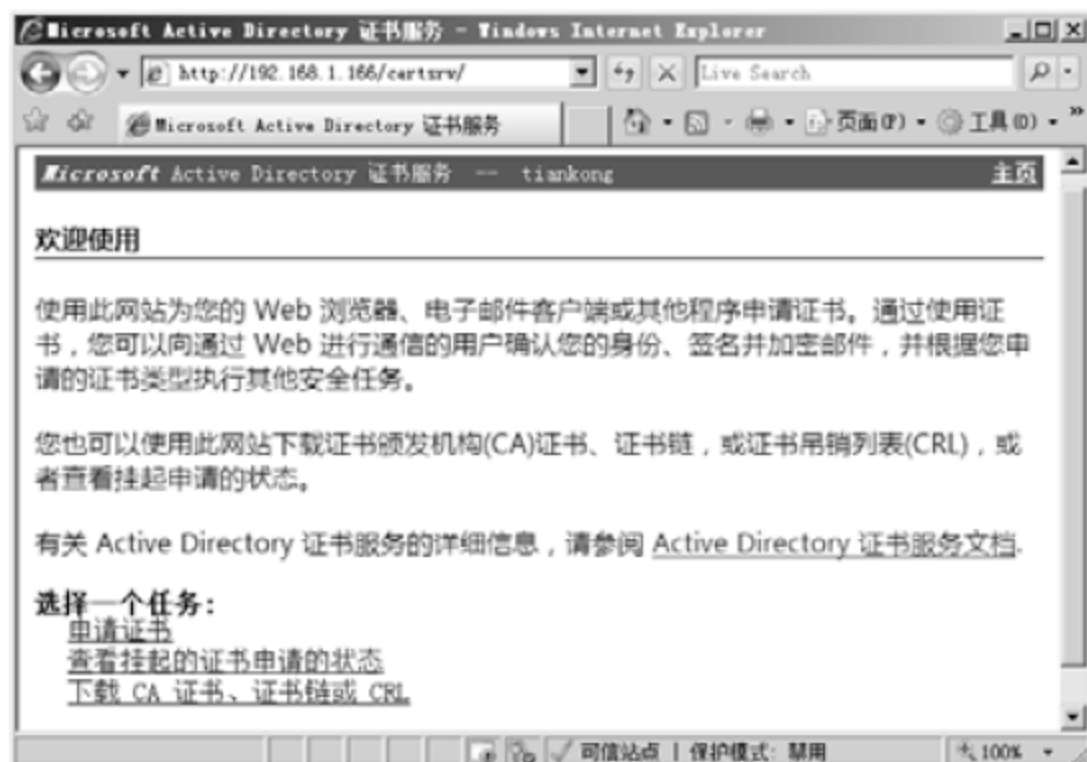 Microsoft Active Directory 证书服务 - Windows Internet Explorer
http://192.168.1.166/certsrv/
Live Search
Microsoft Active Directory 证书服务
页面(P)
工具(O)
Microsoft Active Directory 证书服务 -- tiankong
主页
欢迎使用
使用此网站为您的 Web 浏览器、电子邮件客户端或其他程序申请证书。通过使用证
书，您可以向通过 Web 进行通信的用户确认您的身份、签名并加密邮件，并根据您申
请的证书类型执行其他安全任务。
您也可以使用此网站下载证书颁发机构(CA)证书、证书链，或证书吊销列表(CRL)，或
者查看挂起申请的状态。
有关 Active Directory 证书服务的详细信息，请参阅 Active Directory 证书服务文档.
选择一个任务:
申请证书
查看挂起的证书申请的状态
下载 CA 证书、证书链或 CRL
可信站点 | 保护模式: 禁用
100%